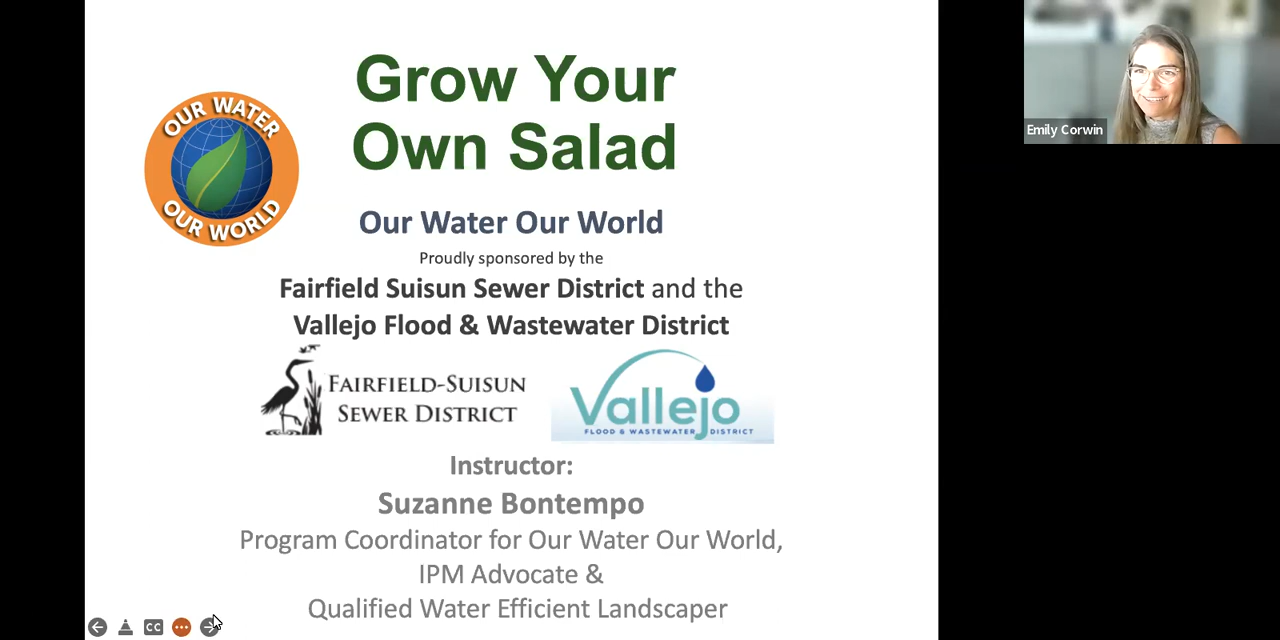 Grow Your
Own Salad
OUR WATER
OUR WORLD
Our Water Our World
Proudly sponsored by the
Fairfield Suisun Sewer District and the
Vallejo Flood & Wastewater District
FAIRFIELD-SUISUN
SEWER DISTRICT
Vallejo
FLOOD & WASTEWATER DISTRICT
Instructor:
Suzanne Bontempo
Program Coordinator for Our Water Our World,
IPM Advocate &
Qualified Water Efficient Landscaper
CC
Emily Corwin